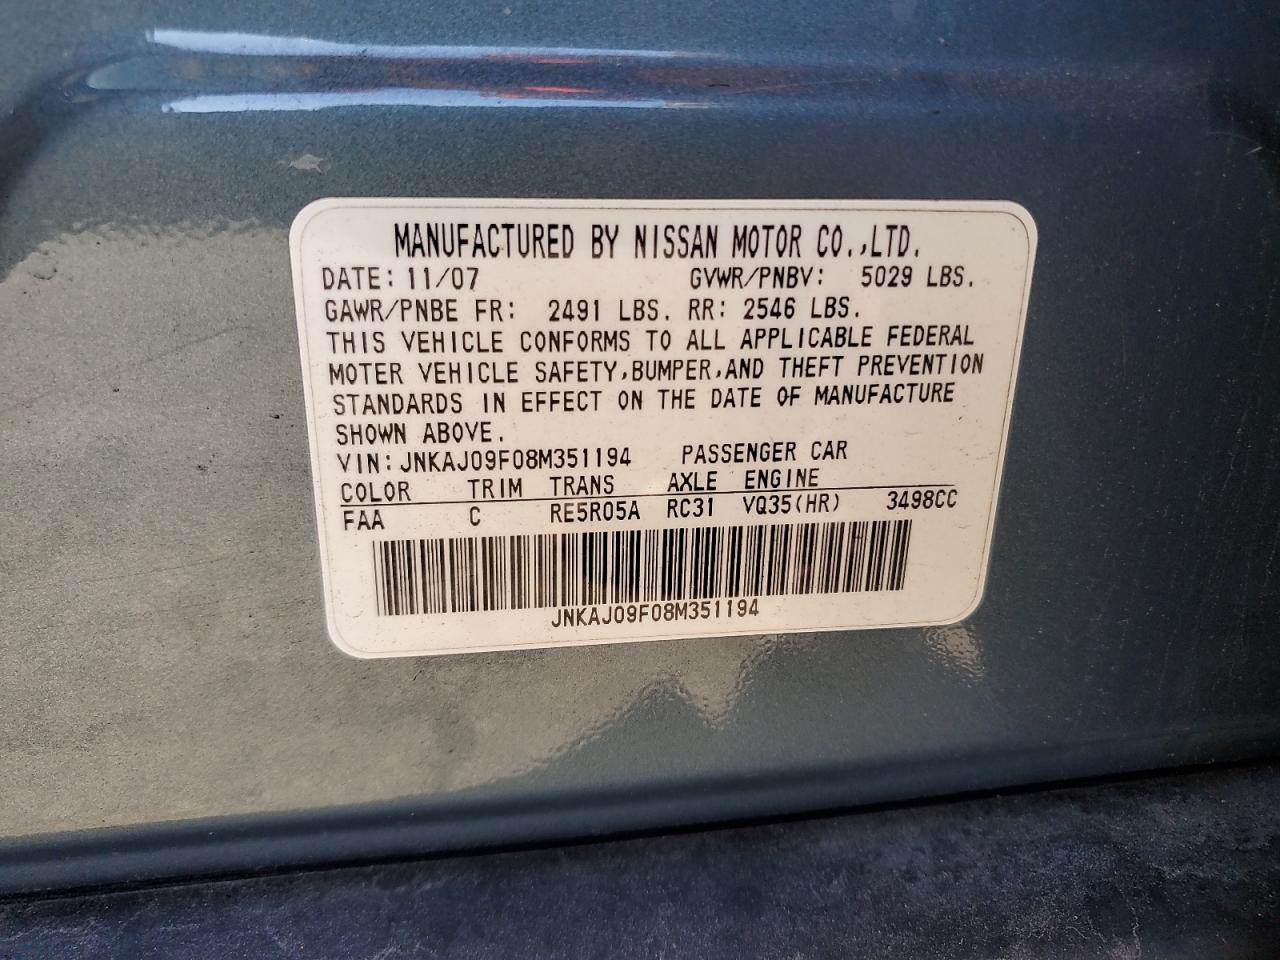 MANUFACTURED BY NISSAN MOTOR CO.,LTD.
DATE: 11/07 GVWR/PNBV: 5029 LBS.
GAWR/PNBE FR: 2491 LBS. RR: 2546 LBS.
THIS VEHICLE CONFORMS TO ALL APPLICABLE FEDERAL
MOTER VEHICLE SAFETY,BUMPER,AND THEFT PREVENTION
STANDARDS IN EFFECT ON THE DATE OF MANUFACTURE
SHOWN ABOVE.
VIN:JNKAJ09F08M351194 PASSENGER CAR
COLOR TRIM TRANS AXLE ENGINE
FAA C RE5R05A RC31 VQ35(HR) 3498CC
JNKAJ09F08M351194